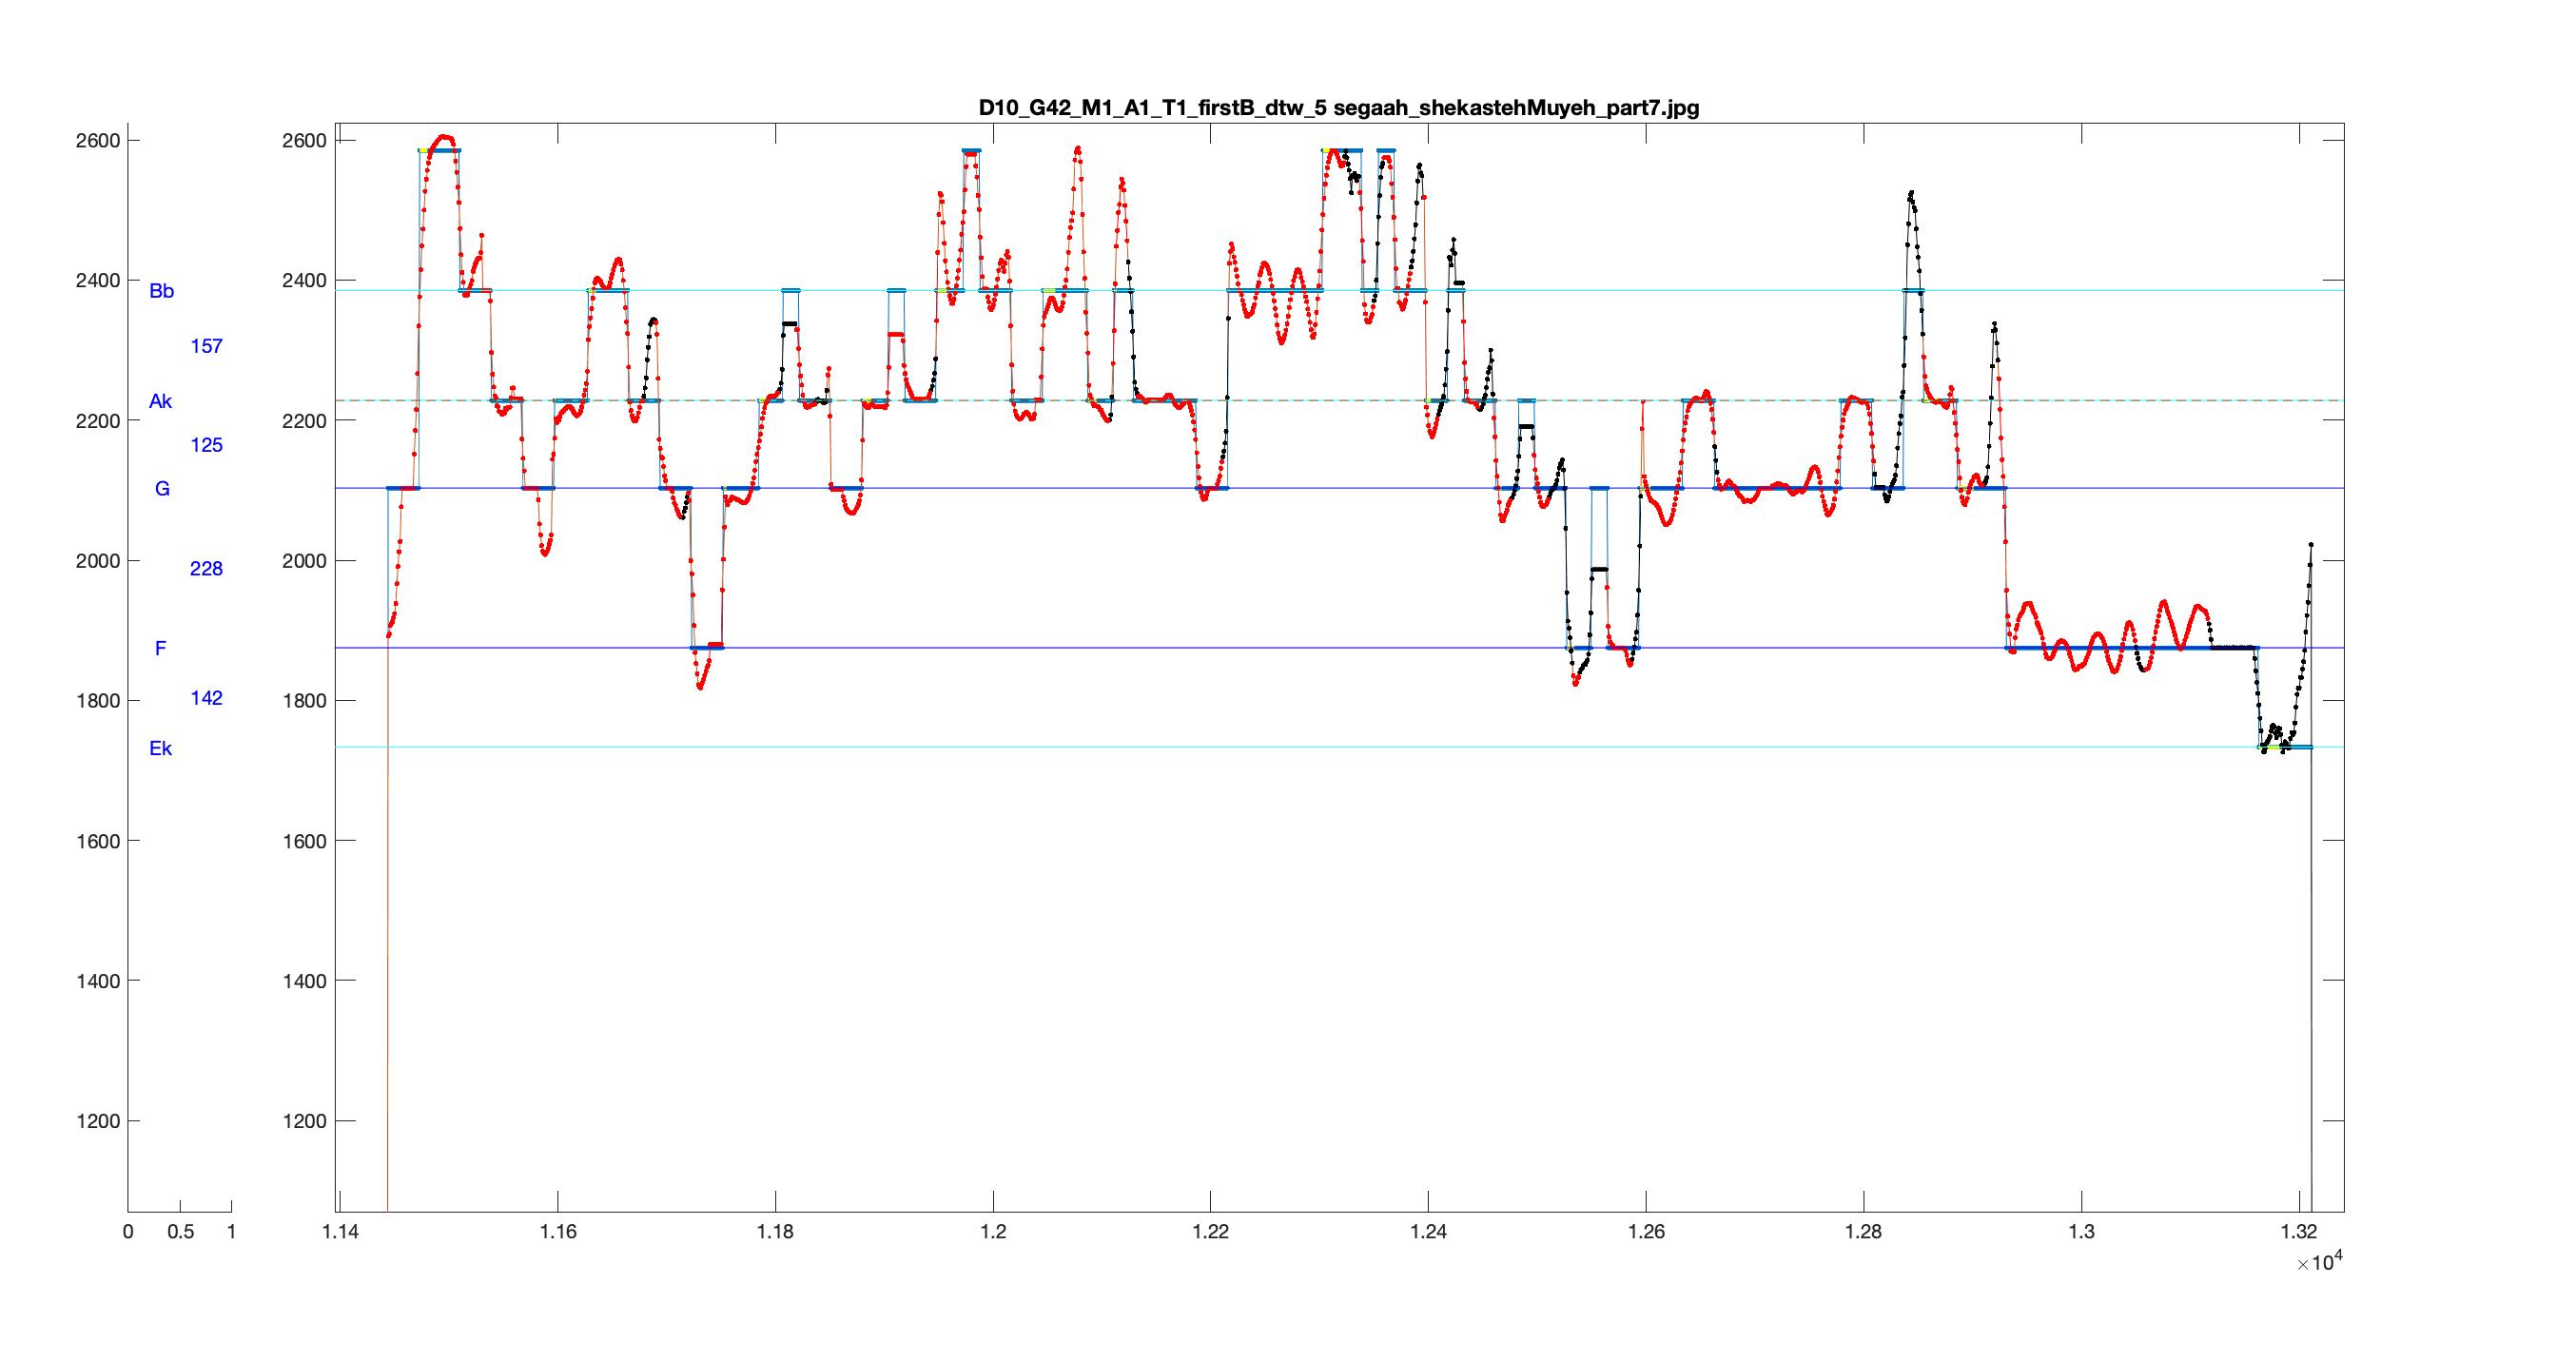 D10_G42_M1_A1_T1_firstB_dtw_5 segaah_shekastehMuyeh_part7.jpg
2600 2600
2400 Bb 2400
157
Ak
2200 2200
125
G
2000 2000
228
F
1800 142 1800
Ek
1600 1600
1400 1400
1200 1200
0 0.5 1 1.14 1.16 1.18 1.2 1.22 1.24 1.26 1.28 1.3 1.32
×10^4